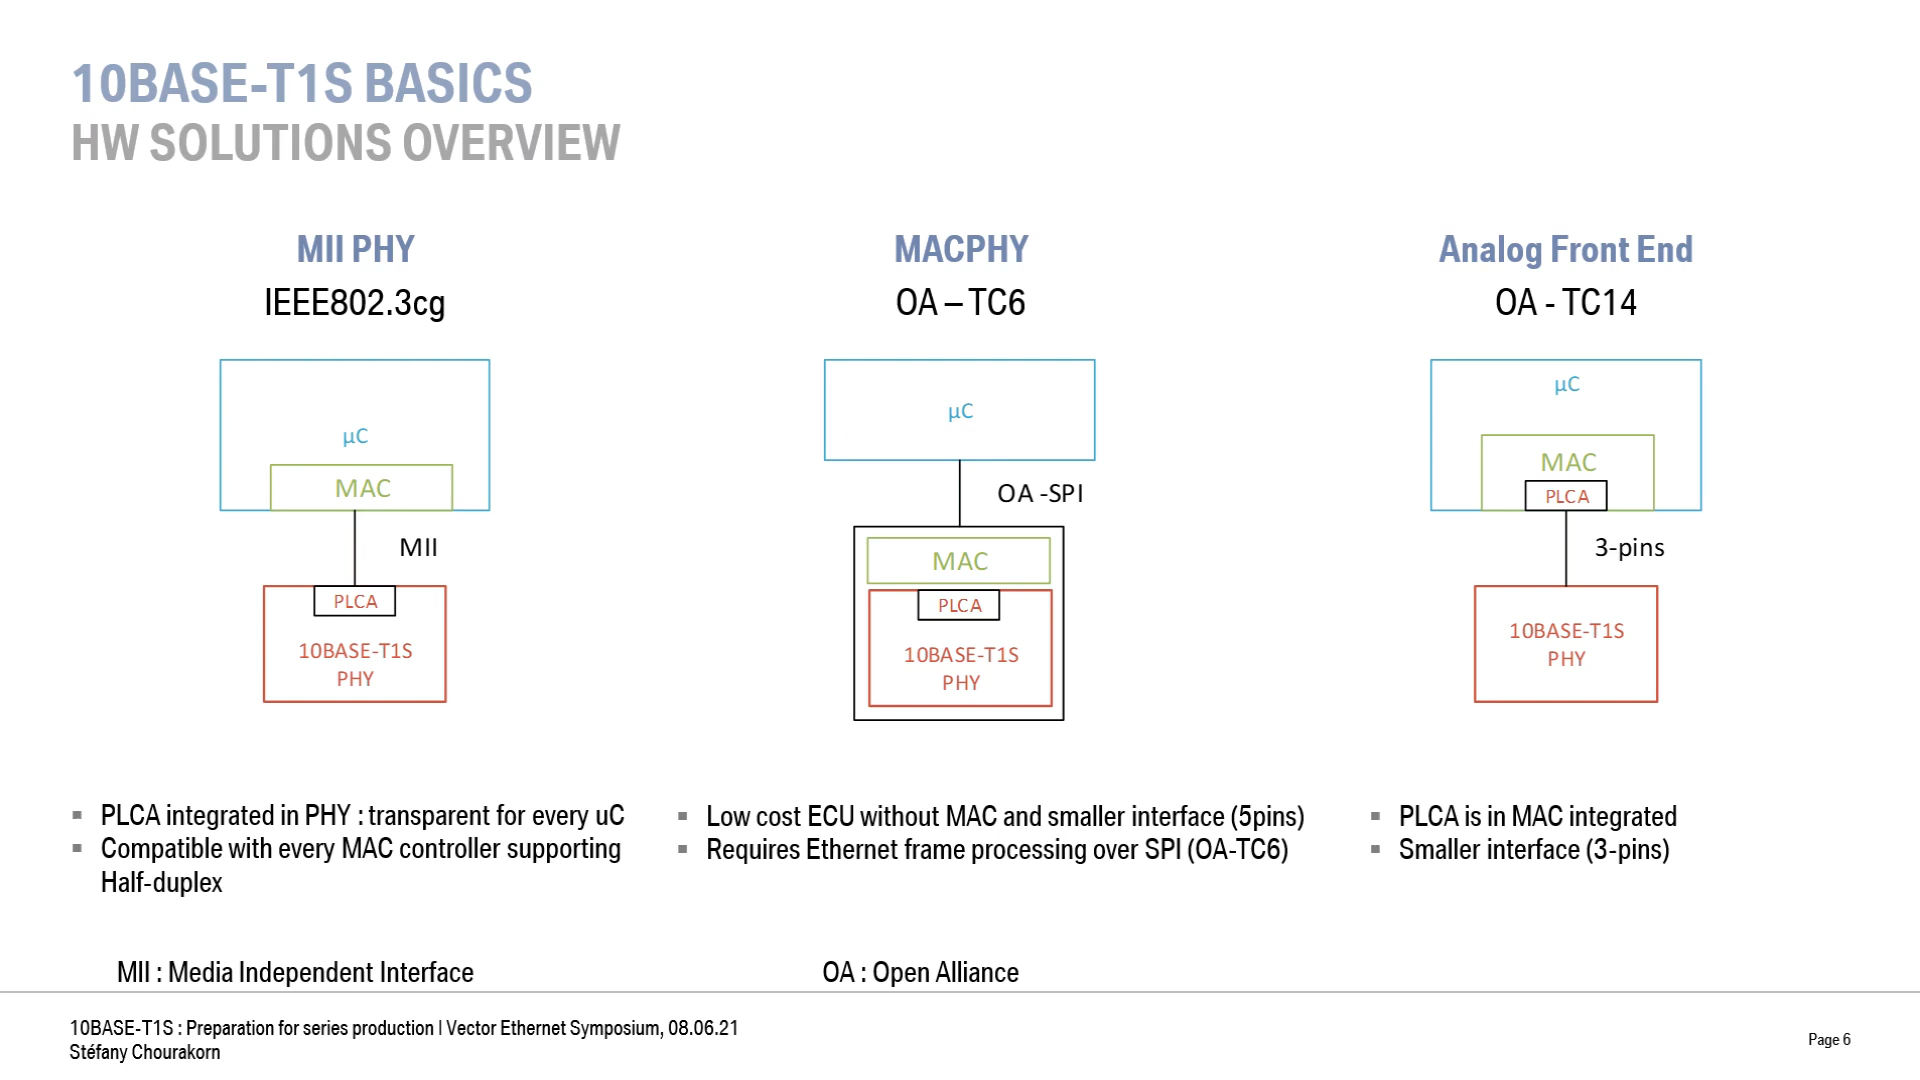 10BASE-T1S BASICS
HW SOLUTIONS OVERVIEW
MII PHY
IEEE802.3cg
µC
MAC
MII
PLCA
10BASE-T1S
PHY
▪ PLCA integrated in PHY : transparent for every uC
▪ Compatible with every MAC controller supporting
Half-duplex
MII : Media Independent Interface
MACPHY
OA – TC6
µC
OA -SPI
MAC
PLCA
10BASE-T1S
PHY
▪ Low cost ECU without MAC and smaller interface (5pins)
▪ Requires Ethernet frame processing over SPI (OA-TC6)
OA : Open Alliance
Analog Front End
OA - TC14
µC
MAC
PLCA
3-pins
10BASE-T1S
PHY
▪ PLCA is in MAC integrated
▪ Smaller interface (3-pins)
10BASE-T1S : Preparation for series production | Vector Ethernet Symposium, 08.06.21
Stéfany Chourakorn
Page 6